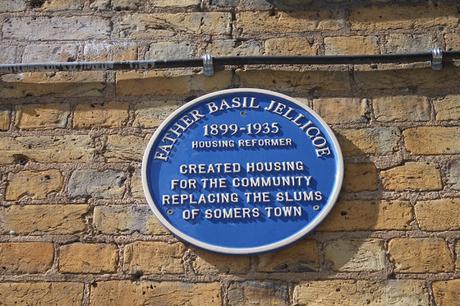 FATHER BASIL JELLICOE
1899-1935
HOUSING REFORMER
CREATED HOUSING
FOR THE COMMUNITY
REPLACING THE SLUMS
OF SOMERS TOWN